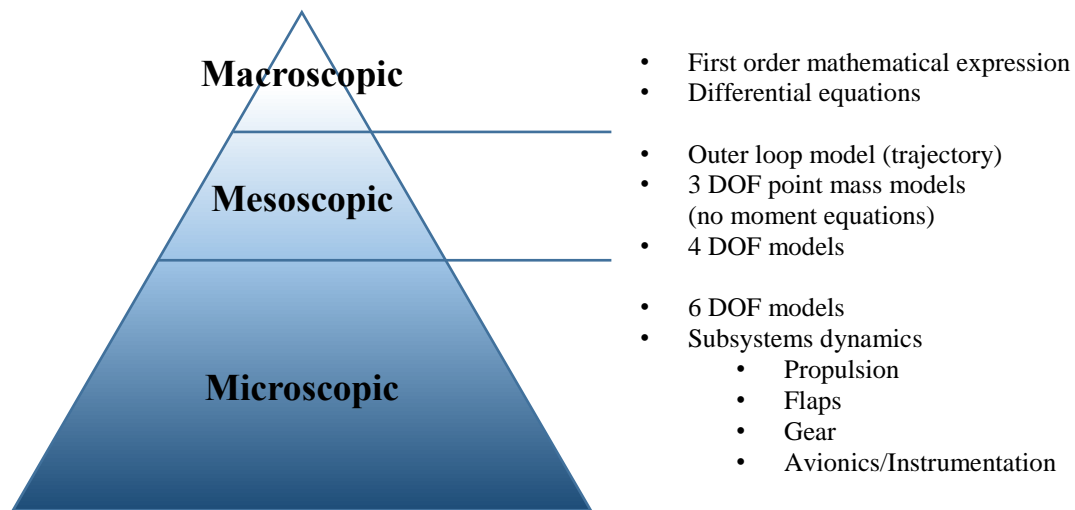 Macroscopic
• First order mathematical expression
• Differential equations
Mesoscopic
• Outer loop model (trajectory)
• 3 DOF point mass models
(no moment equations)
• 4 DOF models
Microscopic
• 6 DOF models
• Subsystems dynamics
• Propulsion
• Flaps
• Gear
• Avionics/Instrumentation